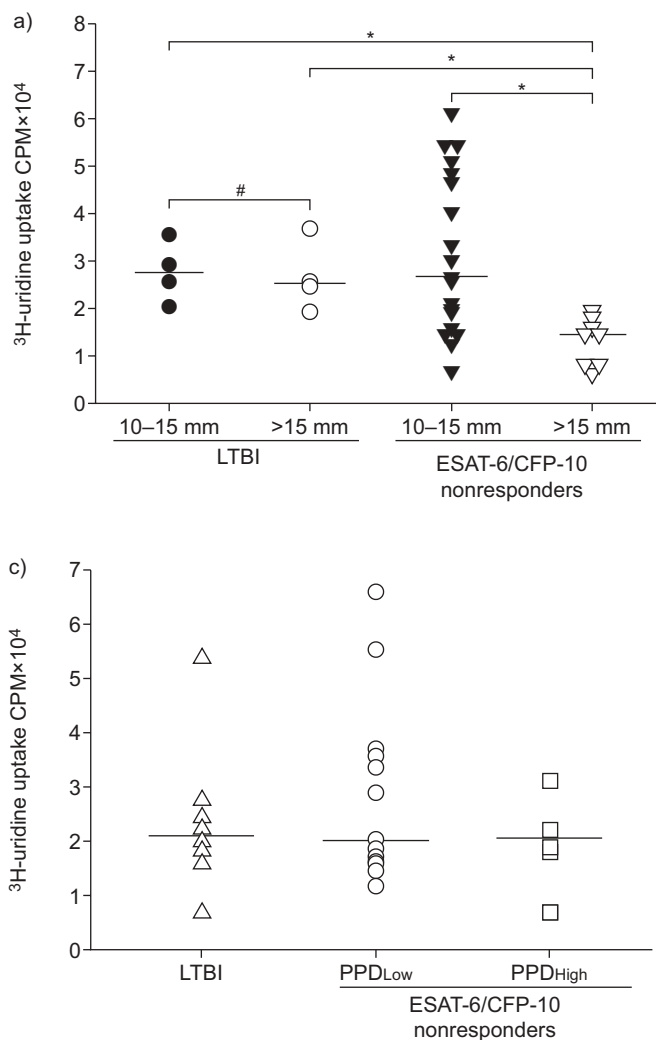 a)
8
7
6
5
4
3
2
1
0
³H-uridine uptake CPM×10⁴
*
*
*
#
10–15 mm >15 mm 10–15 mm >15 mm
LTBI ESAT-6/CFP-10
nonresponders
c)
7
6
5
4
3
2
1
0
³H-uridine uptake CPM×10⁴
LTBI PPDLow PPDHigh
ESAT-6/CFP-10
nonresponders